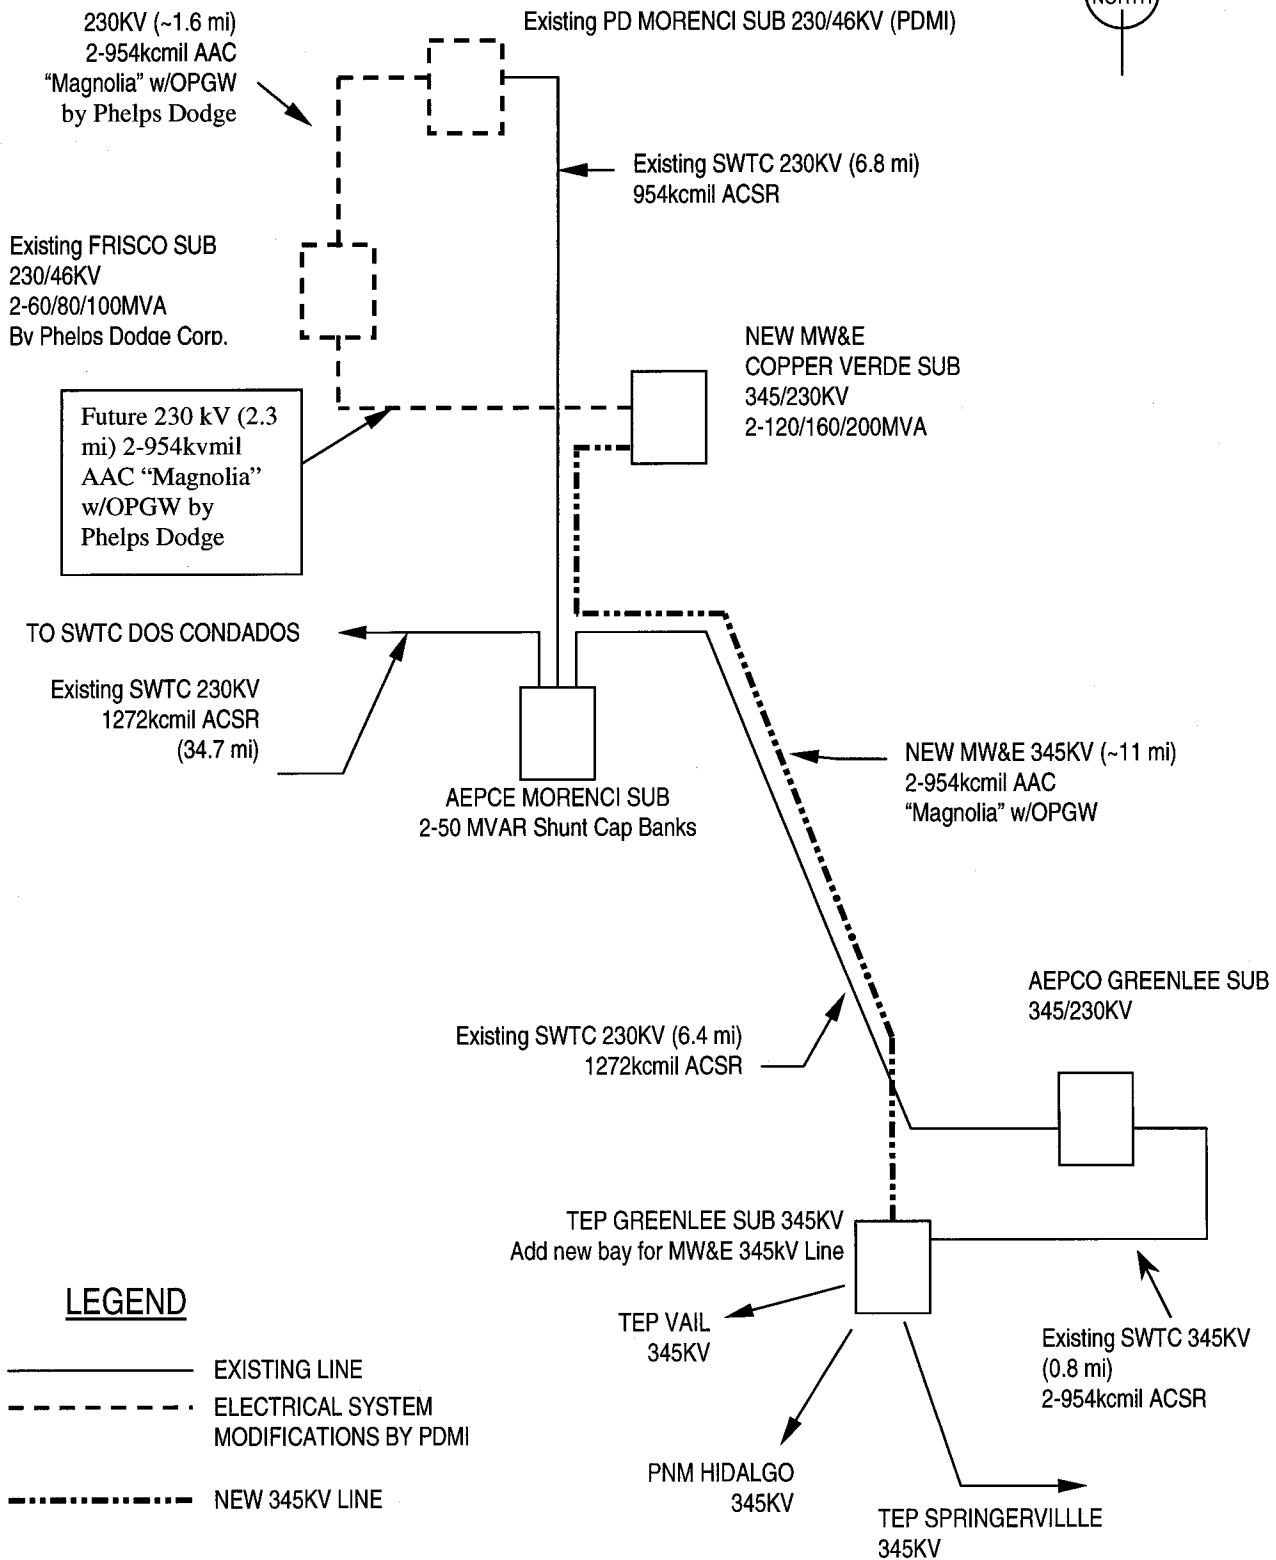 230KV (~1.6 mi)
2-954kcmil AAC
“Magnolia” w/OPGW
by Phelps Dodge
Existing PD MORENCI SUB 230/46KV (PDMI)
NORTH
Existing SWTC 230KV (6.8 mi)
954kcmil ACSR
Existing FRISCO SUB
230/46KV
2-60/80/100MVA
By Phelps Dodge Corp.
NEW MW&E
COPPER VERDE SUB
345/230KV
2-120/160/200MVA
Future 230 kV (2.3
mi) 2-954kvmil
AAC “Magnolia”
w/OPGW by
Phelps Dodge
TO SWTC DOS CONDADOS
Existing SWTC 230KV
1272kcmil ACSR
(34.7 mi)
AEPCE MORENCI SUB
2-50 MVAR Shunt Cap Banks
NEW MW&E 345KV (~11 mi)
2-954kcmil AAC
“Magnolia” w/OPGW
AEPCO GREENLEE SUB
345/230KV
Existing SWTC 230KV (6.4 mi)
1272kcmil ACSR
TEP GREENLEE SUB 345KV
Add new bay for MW&E 345kV Line
TEP VAIL
345KV
Existing SWTC 345KV
(0.8 mi)
2-954kcmil ACSR
PNM HIDALGO
345KV
TEP SPRINGERVILLLE
345KV
LEGEND
EXISTING LINE
ELECTRICAL SYSTEM
MODIFICATIONS BY PDMI
NEW 345KV LINE